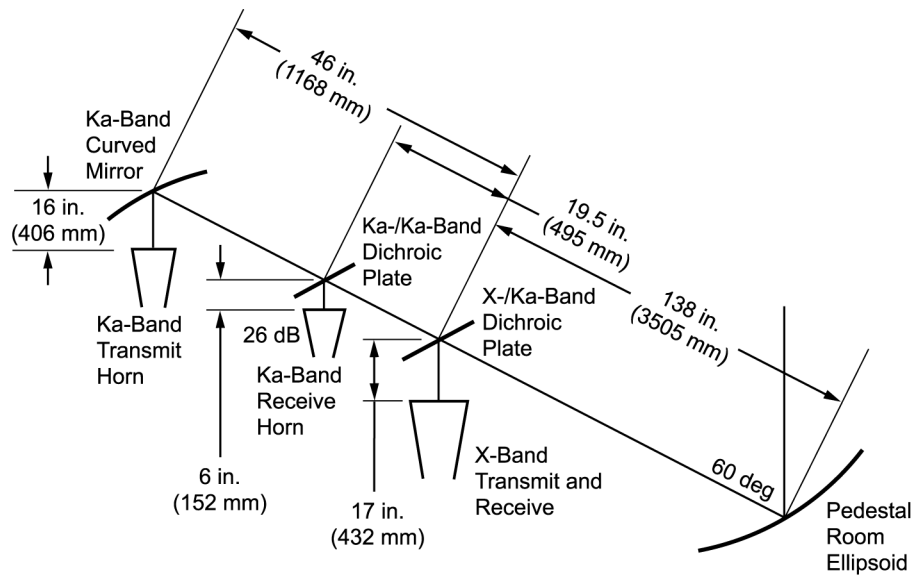 46 in.
(1168 mm)
Ka-Band
Curved
Mirror
16 in.
(406 mm)
Ka-/Ka-Band
Dichroic
Plate
19.5 in.
(495 mm)
X-/Ka-Band
Dichroic
Plate
138 in.
(3505 mm)
Ka-Band
Transmit
Horn
26 dB
Ka-Band
Receive
Horn
6 in.
(152 mm)
17 in.
(432 mm)
X-Band
Transmit and
Receive
60 deg
Pedestal
Room
Ellipsoid